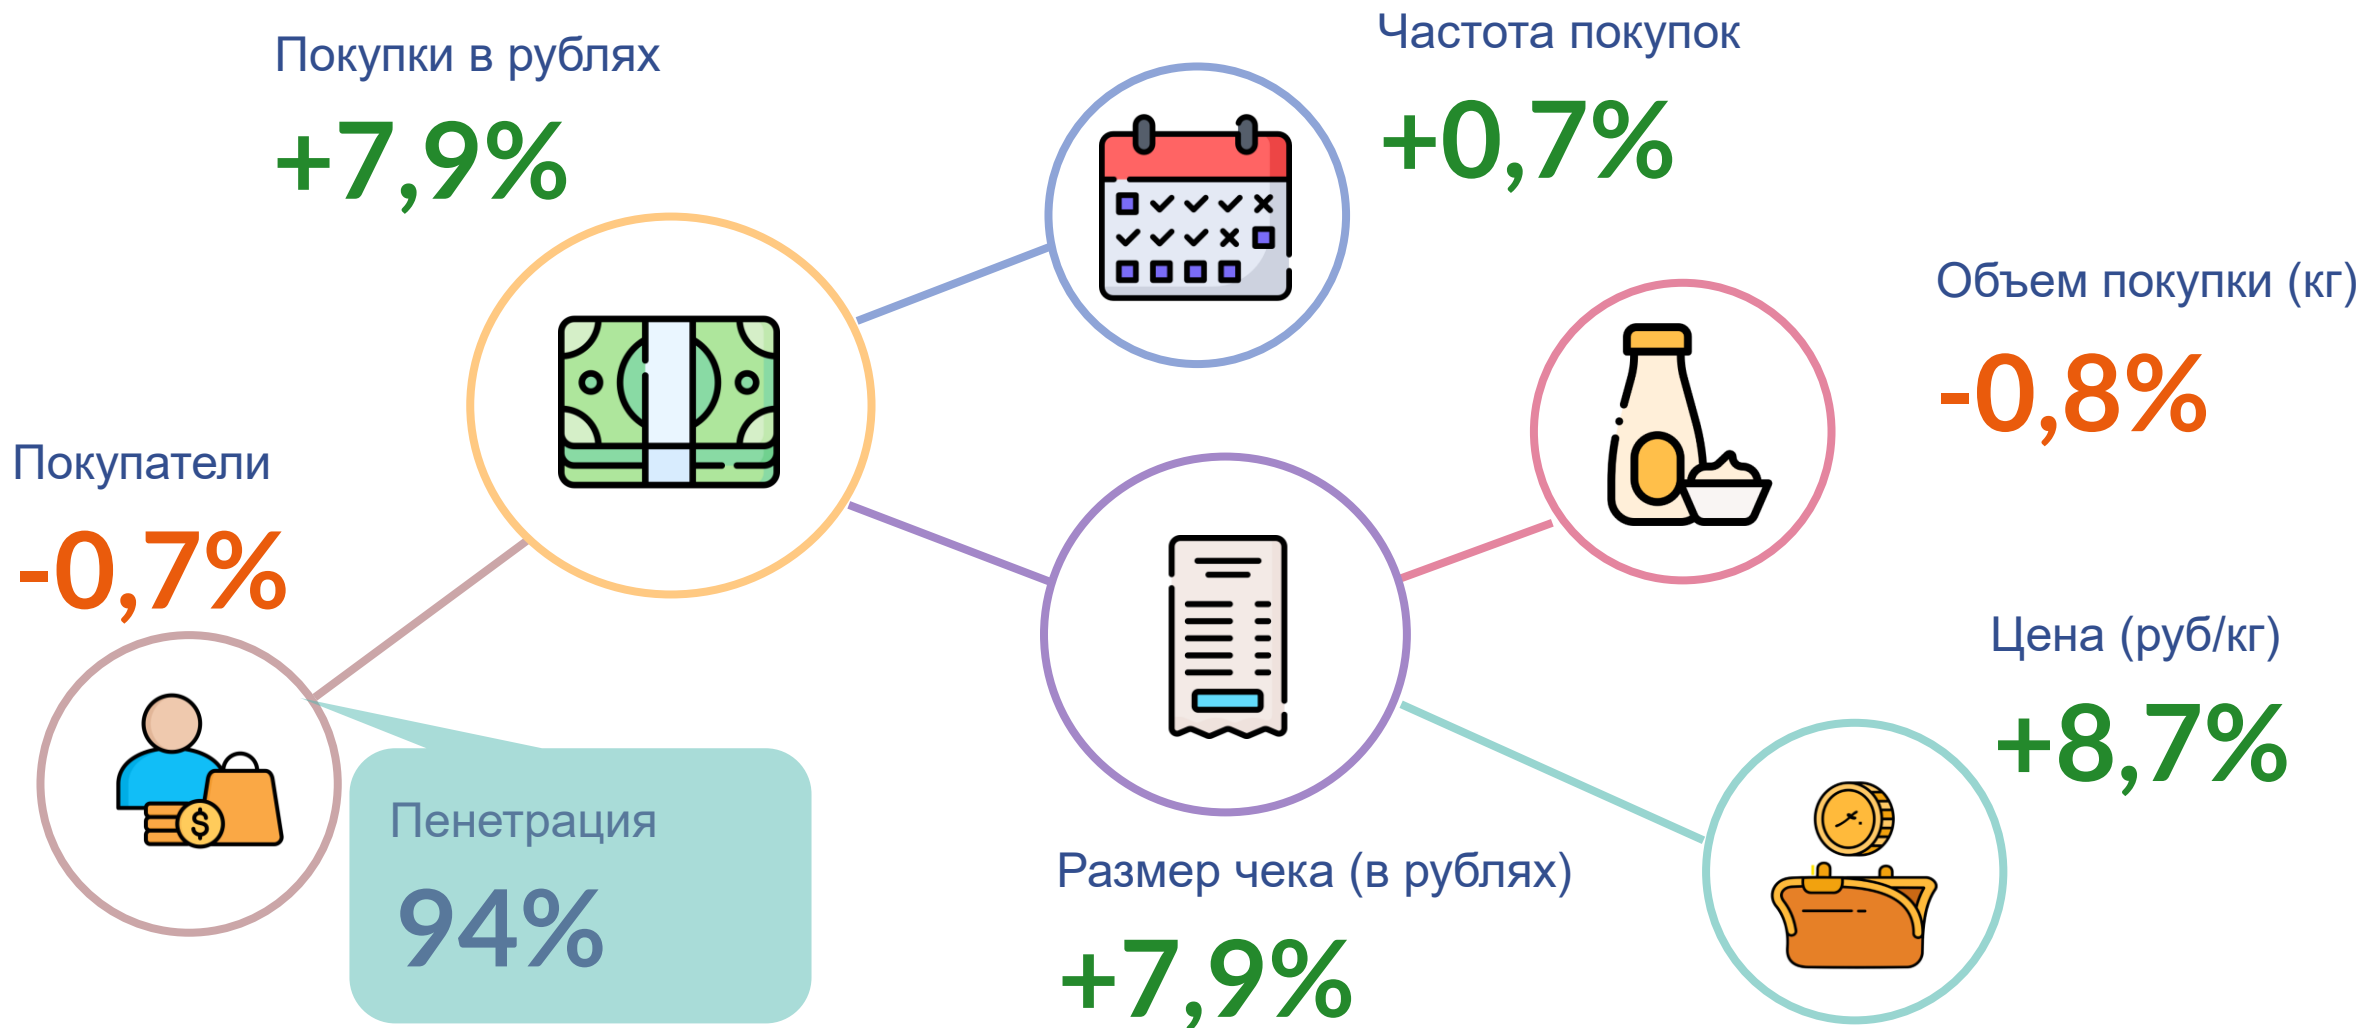 Покупки в рублях
+7,9%
Частота покупок
+0,7%
Объем покупки (кг)
-0,8%
Покупатели
-0,7%
Цена (руб/кг)
+8,7%
Пенетрация
94%
Размер чека (в рублях)
+7,9%